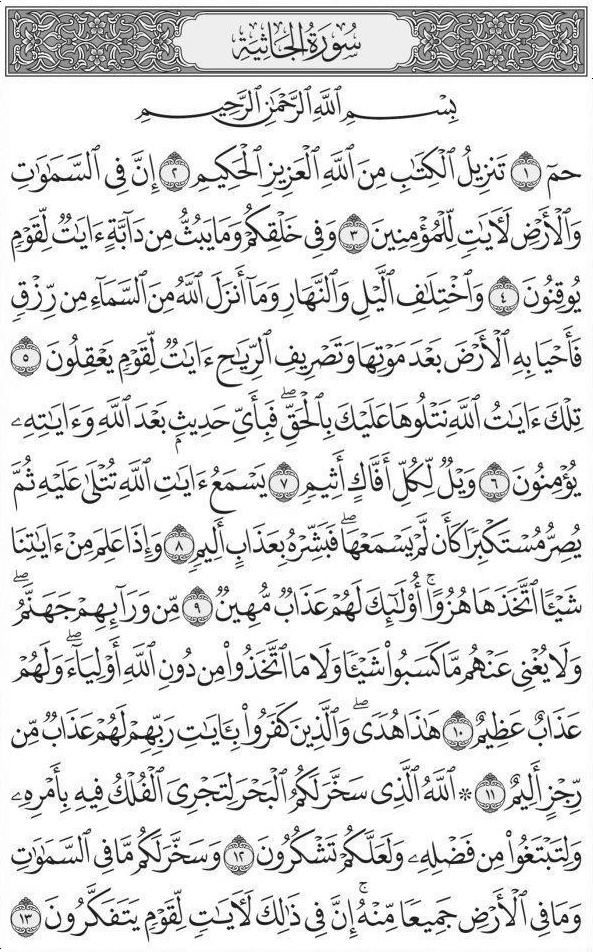 سُورَةُ الْجَاثِيَةِ
بِسْمِ ٱللَّهِ ٱلرَّحْمَٰنِ ٱلرَّحِيمِ
حمٓ ١ تَنزِيلُ ٱلْكِتَٰبِ مِنَ ٱللَّهِ ٱلْعَزِيزِ ٱلْحَكِيمِ ٢ إِنَّ فِى ٱلسَّمَٰوَٰتِ
وَٱلْأَرْضِ لَءَايَٰتٍ لِّلْمُؤْمِنِينَ ٣ وَفِى خَلْقِكُمْ وَمَا يَبُثُّ مِن دَآبَّةٍ ءَايَٰتٌ لِّقَوْمٍ
يُوقِنُونَ ٤ وَٱخْتِلَٰفِ ٱلَّيْلِ وَٱلنَّهَارِ وَمَآ أَنزَلَ ٱللَّهُ مِنَ ٱلسَّمَآءِ مِن رِّزْقٍ
فَأَحْيَا بِهِ ٱلْأَرْضَ بَعْدَ مَوْتِهَا وَتَصْرِيفِ ٱلرِّيَٰحِ ءَايَٰتٌ لِّقَوْمٍ يَعْقِلُونَ ٥
تِلْكَ ءَايَٰتُ ٱللَّهِ نَتْلُوهَا عَلَيْكَ بِٱلْحَقِّ ۖ فَبِأَىِّ حَدِيثٍۭ بَعْدَ ٱللَّهِ وَءَايَٰتِهِۦ
يُؤْمِنُونَ ٦ وَيْلٌ لِّكُلِّ أَفَّاكٍ أَثِيمٍ ٧ يَسْمَعُ ءَايَٰتِ ٱللَّهِ تُتْلَىٰ عَلَيْهِ ثُمَّ
يُصِرُّ مُسْتَكْبِرًا كَأَن لَّمْ يَسْمَعْهَا ۖ فَبَشِّرْهُ بِعَذَابٍ أَلِيمٍ ٨ وَإِذَا عَلِمَ مِنْ ءَايَٰتِنَا
شَيْـًٔا ٱتَّخَذَهَا هُزُوًا ۚ أُو۟لَٰٓئِكَ لَهُمْ عَذَابٌ مُّهِينٌ ٩ مِّن وَرَآئِهِمْ جَهَنَّمُ ۖ
وَلَا يُغْنِى عَنْهُم مَّا كَسَبُوا۟ شَيْـًٔا وَلَا مَا ٱتَّخَذُوا۟ مِن دُونِ ٱللَّهِ أَوْلِيَآءَ ۖ وَلَهُمْ
عَذَابٌ عَظِيمٌ ١٠ هَٰذَا هُدًى ۖ وَٱلَّذِينَ كَفَرُوا۟ بِـَٔايَٰتِ رَبِّهِمْ لَهُمْ عَذَابٌ مِّن
رِّجْزٍ أَلِيمٌ ١١ ۞ ٱللَّهُ ٱلَّذِى سَخَّرَ لَكُمُ ٱلْبَحْرَ لِتَجْرِىَ ٱلْفُلْكُ فِيهِ بِأَمْرِهِۦ
وَلِتَبْتَغُوا۟ مِن فَضْلِهِۦ وَلَعَلَّكُمْ تَشْكُرُونَ ١٢ وَسَخَّرَ لَكُم مَّا فِى ٱلسَّمَٰوَٰتِ
وَمَا فِى ٱلْأَرْضِ جَمِيعًا مِّنْهُ ۚ إِنَّ فِى ذَٰلِكَ لَءَايَٰتٍ لِّقَوْمٍ يَتَفَكَّرُونَ ١٣